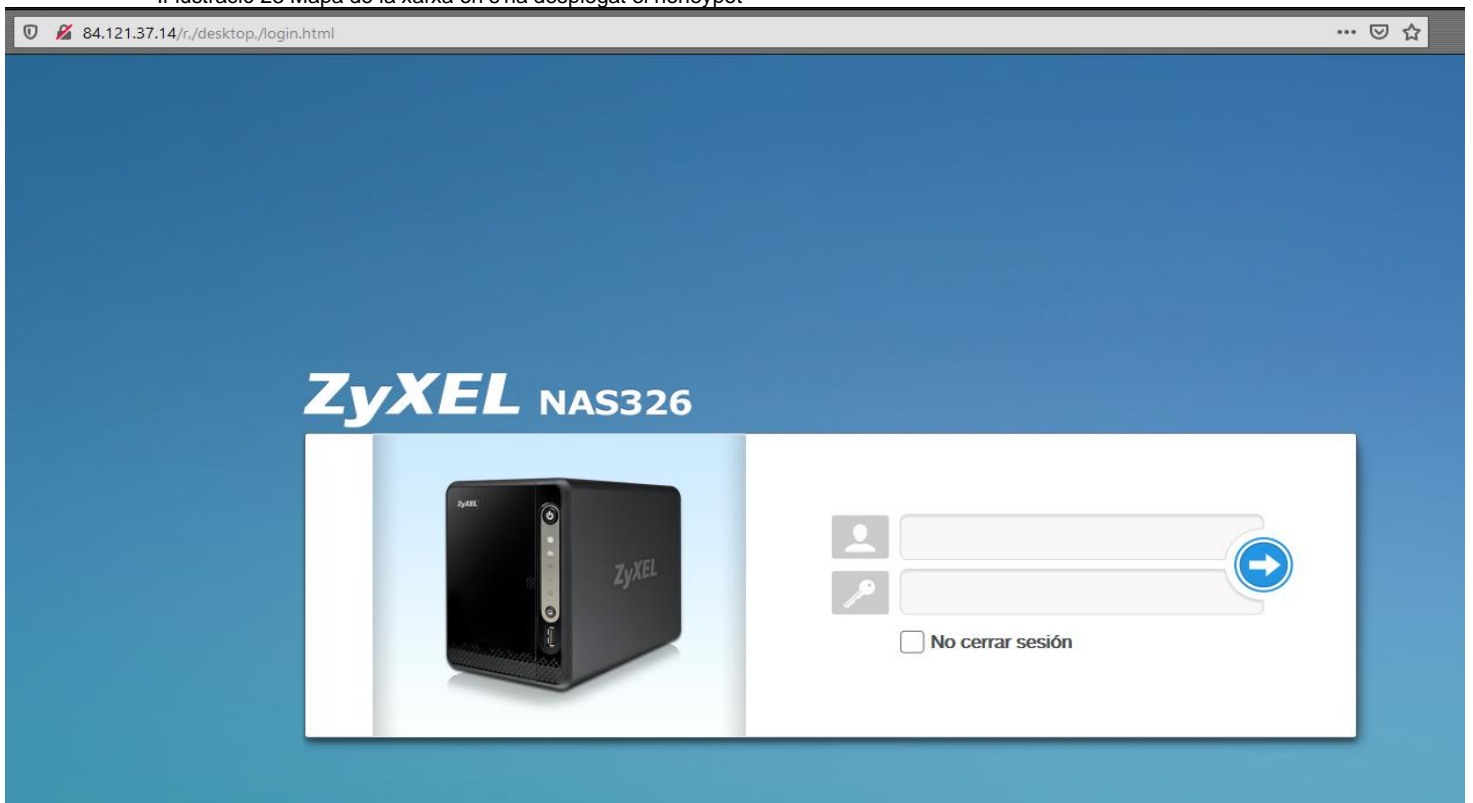 Il·lustració 28 Mapa de la xarxa on s'ha desplegat el honeypot
84.121.37.14/r,/desktop,/login.html
ZyXEL NAS326
ZyXEL
ZyXEL
No cerrar sesión